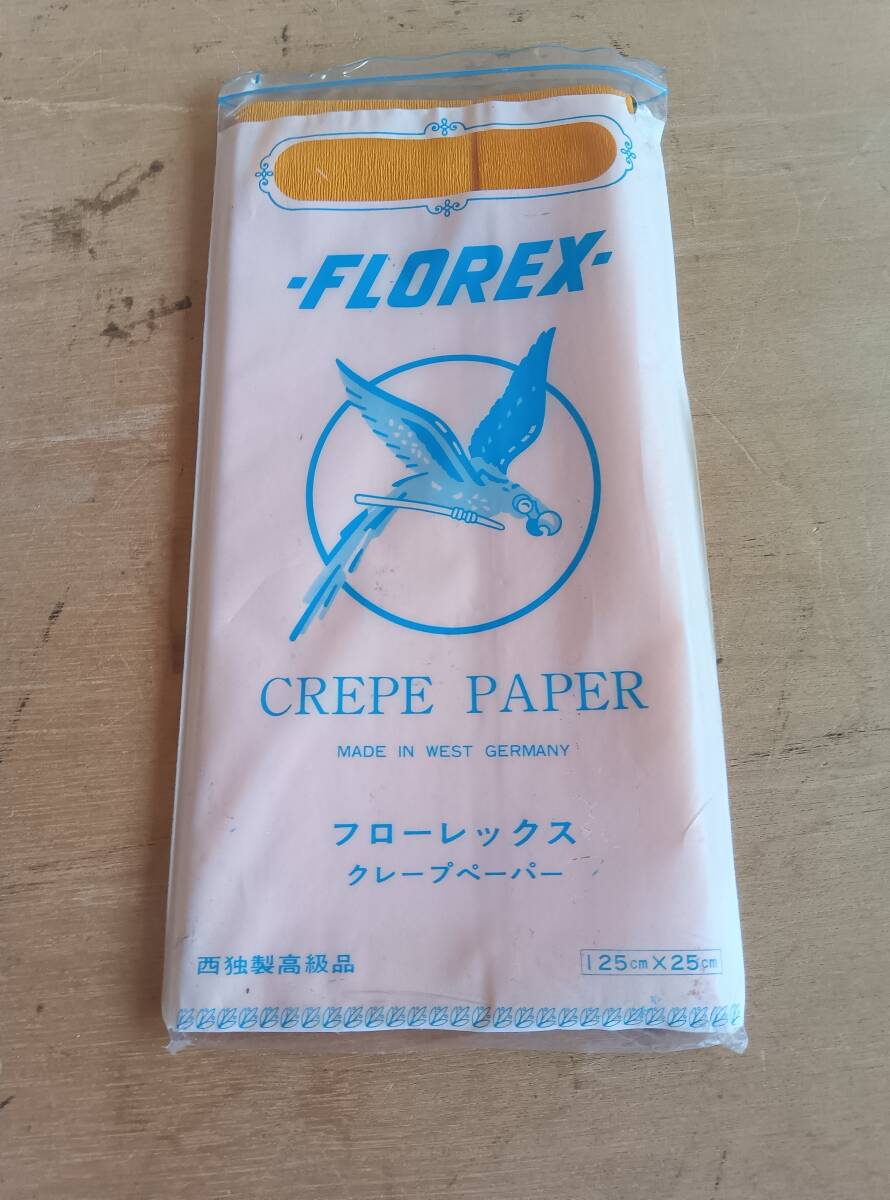 -FLOREX-
CREPE PAPER
MADE IN WEST GERMANY
フローレックス
クレープペーパー
西独製高級品
125cm×25cm